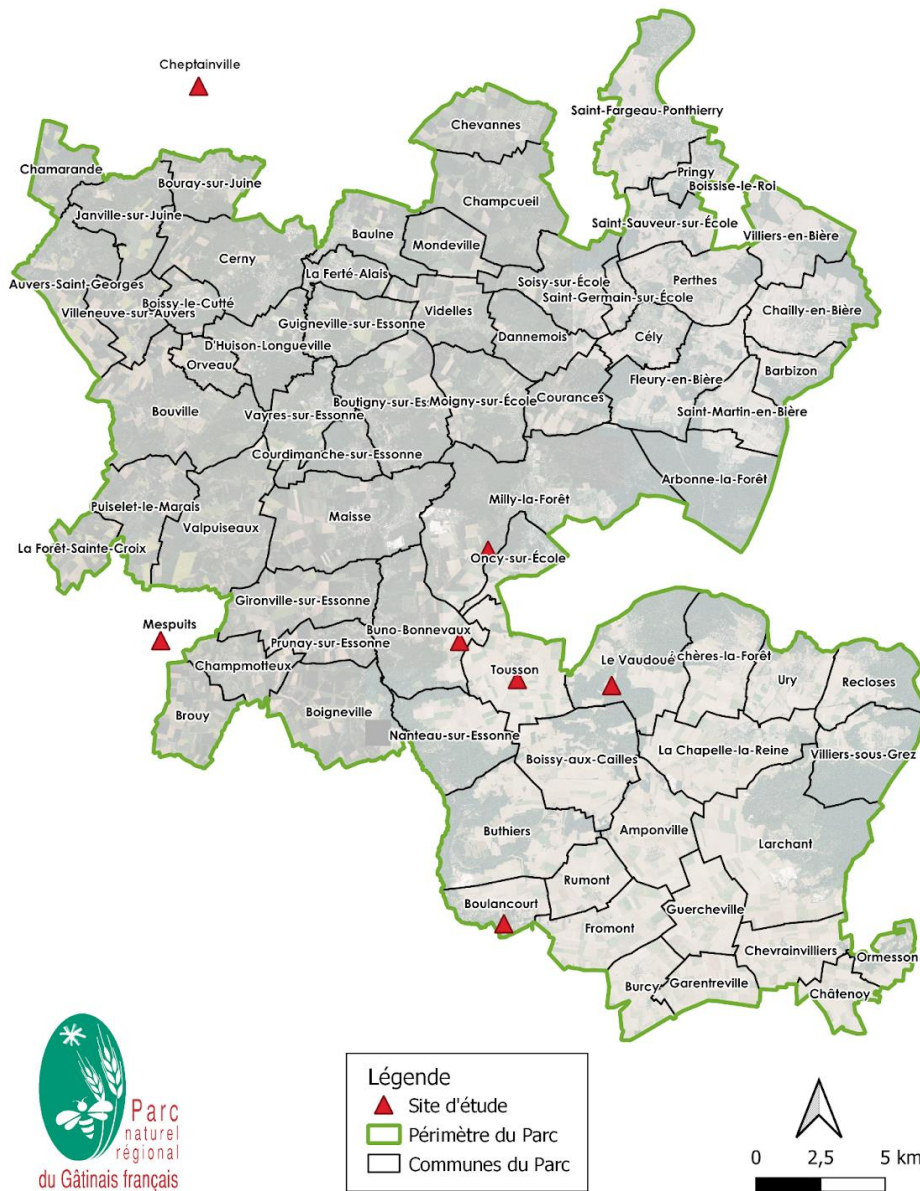 Cheptainville
Saint-Fargeau-Ponthierry
Chevannes
Chamarande
Bouray-sur-Juine
Pringy
Boissise-le-Roi
Champcueil
Janville-sur-Juine
Saint-Sauveur-sur-École
Baulne
Villiers-en-Bière
Mondeville
Cerny
La Ferté-Alais
Perthes
Auvers-Saint-Georges
Soisy-sur-École
Saint-Germain-sur-École
Boissy-le-Cutté
Villeneuve-sur-Auvers
Videlles
Chailly-en-Bière
Guigneville-sur-Essonne
Dannemois
Cély
D'Huison-Longueville
Orveau
Barbizon
Fleury-en-Bière
Boutigny-sur-Es
Moigny-sur-École
Courances
Bouville
Vayres-sur-Essonne
Saint-Martin-en-Bière
Courdimanche-sur-Essonne
Arbonne-la-Forêt
Milly-la-Forêt
Puiselet-le-Marais
Maisse
Valpuiseaux
La Forêt-Sainte-Croix
Oncy-sur-École
Gironville-sur-Essonne
Mespuits
Buno-Bonnevaux
Prunay-sur-Essonne
Le Vaudoué
chères-la-Forêt
Champmotteux
Tousson
Ury
Recloses
Brouy
Boigneville
Nanteau-sur-Essonne
La Chapelle-la-Reine
Villiers-sous-Grez
Boissy-aux-Cailles
Buthiers
Amponville
Larchant
Rumont
Boulancourt
Guercheville
Fromont
Chevrainvilliers
Ormesson
Burcy
Garentreville
Châtenoy
Parc
naturel
régional
du Gâtinais français
Légende
Site d'étude
Périmètre du Parc
Communes du Parc
0 2,5 5 km